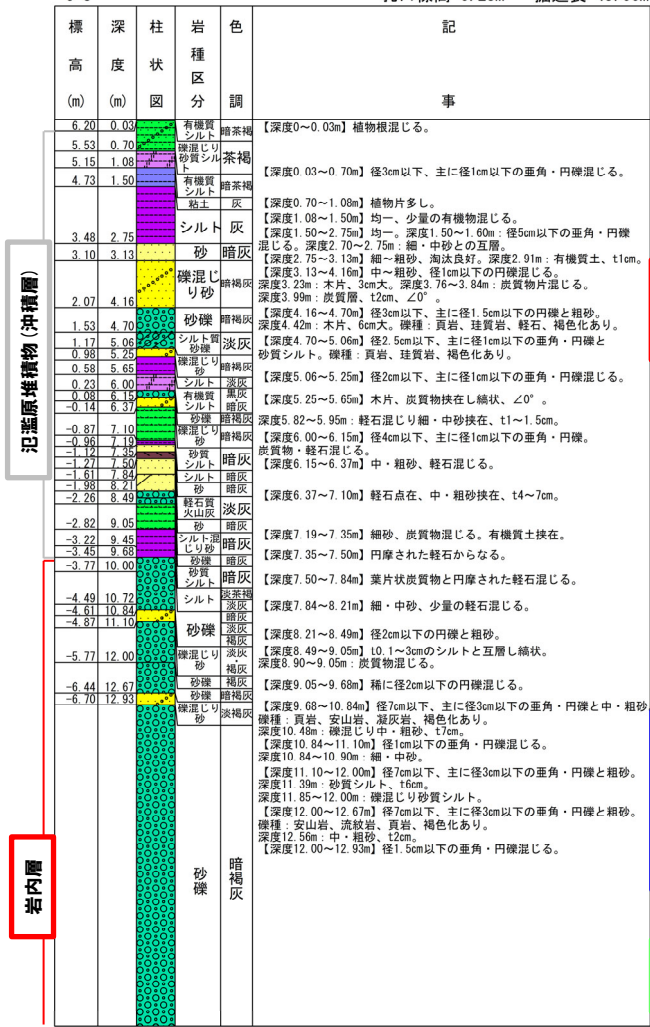 標高(m)
深度(m)
柱状図
岩種区分
色調
記事
氾濫原堆積物(沖積層)
岩内層
6.20 0.03
5.53 0.70
5.15 1.08
4.73 1.50
3.48 2.75
3.10 3.13
2.07 4.16
1.53 4.70
1.17 5.06
0.98 5.25
0.58 5.65
0.23 6.00
0.08 6.15
-0.14 6.37
-0.87 7.10
-0.96 7.19
-1.12 7.35
-1.27 7.50
-1.61 7.84
-1.98 8.21
-2.26 8.49
-2.82 9.05
-3.22 9.45
-3.45 9.68
-3.77 10.00
-4.49 10.72
-4.61 10.84
-4.87 11.10
-5.77 12.00
-6.44 12.67
-6.70 12.93
有機質シルト 暗茶褐
礫混じり砂質シルト 茶褐
有機質シルト 暗茶褐
粘土 灰
シルト 灰
砂 暗灰
礫混じり砂 暗褐灰
砂礫 暗褐灰
シルト質砂礫 淡灰
礫混じり砂 暗褐灰
シルト 淡灰
有機質シルト 黒灰 暗灰
砂礫 暗褐灰
礫混じり砂 暗褐灰
砂質シルト 暗灰
シルト 暗灰
砂 暗灰
軽石質火山灰 淡灰
砂 暗灰
シルト混じり砂 暗灰
砂礫 暗灰
砂質シルト 暗灰
シルト 淡茶褐 淡灰
砂礫 暗灰 淡灰 褐灰
礫混じり砂 淡灰・褐灰
砂礫 褐灰
砂礫 暗褐灰
礫混じり砂 淡褐灰
砂礫 暗褐灰
【深度0～0.03m】植物根混じる。
【深度0.03～0.70m】径3cm以下、主に径1cm以下の亜角・円礫混じる。
【深度0.70～1.08m】植物片多し。
【深度1.08～1.50m】均一、少量の有機物混じる。
【深度1.50～2.75m】均一。深度1.50～1.60m：径5cm以下の亜角・円礫
混じる。深度2.70～2.75m：細・中砂との互層。
【深度2.75～3.13m】細～粗砂、淘汰良好。深度2.91m：有機質土、t1cm。
【深度3.13～4.16m】中～粗砂、径1cm以下の円礫混じる。
深度3.23m：木片、3cm大。深度3.76～3.84m：炭質物片混じる。
深度3.99m：炭質層、t2cm、∠0°。
【深度4.16～4.70m】径3cm以下、主に径1.5cm以下の円礫と粗砂。
深度4.42m：木片、6cm大。礫種：頁岩、珪質岩、軽石、褐色化あり。
【深度4.70～5.06m】径2.5cm以下、主に径1cm以下の亜角・円礫と
砂質シルト。礫種：頁岩、珪質岩、褐色化あり。
【深度5.06～5.25m】径2cm以下、主に径1cm以下の亜角・円礫混じる。
【深度5.25～5.65m】木片、炭質物挟在し縞状、∠0°。
深度5.82～5.95m：軽石混じり細・中砂挟在、t1～1.5cm。
【深度6.00～6.15m】径4cm以下、主に径1cm以下の亜角・円礫。
炭質物・軽石混じる。
【深度6.15～6.37m】中・粗砂、軽石混じる。
【深度6.37～7.10m】軽石点在、中・粗砂挟在、t4～7cm。
【深度7.19～7.35m】細砂、炭質物混じる。有機質土挟在。
【深度7.35～7.50m】円摩された軽石からなる。
【深度7.50～7.84m】葉片状炭質物と円摩された軽石混じる。
【深度7.84～8.21m】細・中砂、少量の軽石混じる。
【深度8.21～8.49m】径2cm以下の円礫と粗砂。
【深度8.49～9.05m】t0.1～3cmのシルトと互層し縞状。
深度8.90～9.05m：炭質物混じる。
【深度9.05～9.68m】稀に径2cm以下の円礫混じる。
【深度9.68～10.84m】径7cm以下、主に径3cm以下の亜角・円礫と中・粗砂
礫種：頁岩、安山岩、凝灰岩、褐色化あり。
深度10.48m：礫混じり中・粗砂、t7cm。
【深度10.84～11.10m】径1cm以下の亜角・円礫混じる。
深度10.84～10.90m：細・中砂。
【深度11.10～12.00m】径7cm以下、主に径3cm以下の亜角・円礫と粗砂。
深度11.39m：砂質シルト、t6cm。
深度11.85～12.00m：礫混じり砂質シルト。
【深度12.00～12.67m】径7cm以下、主に径3cm以下の亜角・円礫と粗砂。
礫種：安山岩、流紋岩、頁岩、褐色化あり。
深度12.56m：中・粗砂、t2cm。
【深度12.00～12.93m】径1.5cm以下の亜角・円礫混じる。